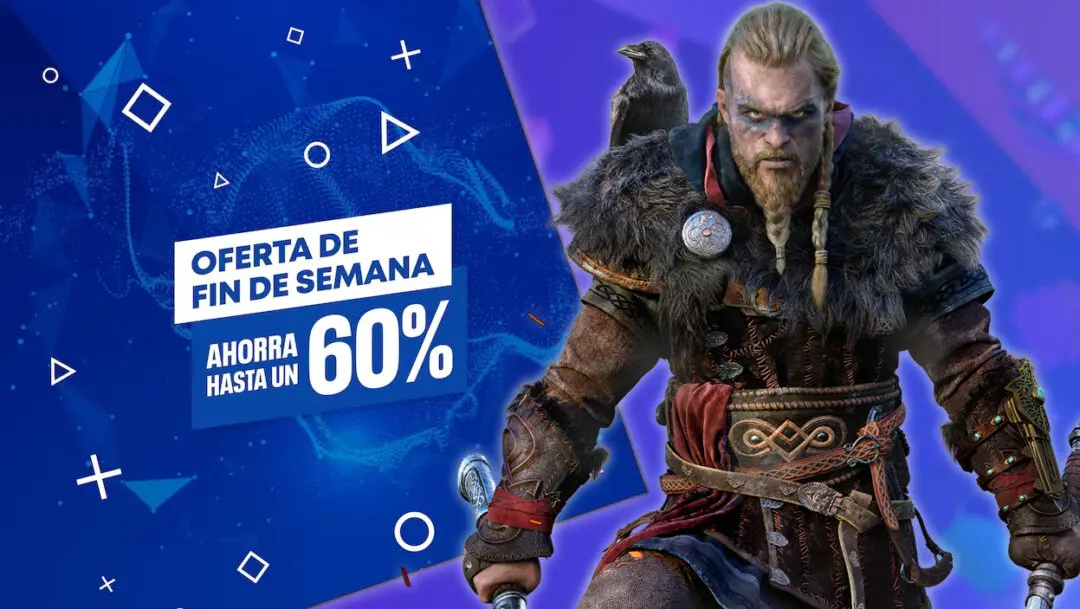 OFERTA DE
FIN DE SEMANA
AHORRA
HASTA UN
60%